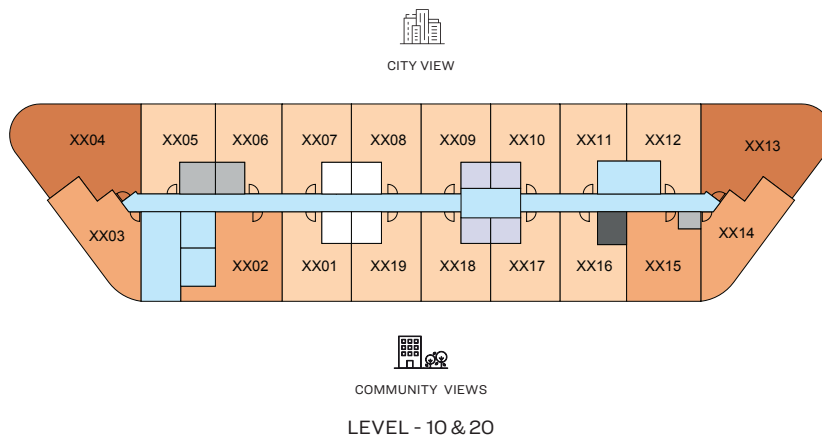 CITY VIEW
XX04 XX05 XX06 XX07 XX08 XX09 XX10 XX11 XX12 XX13
XX03 XX02 XX01 XX19 XX18 XX17 XX16 XX15 XX14
COMMUNITY VIEWS
LEVEL - 10 & 20